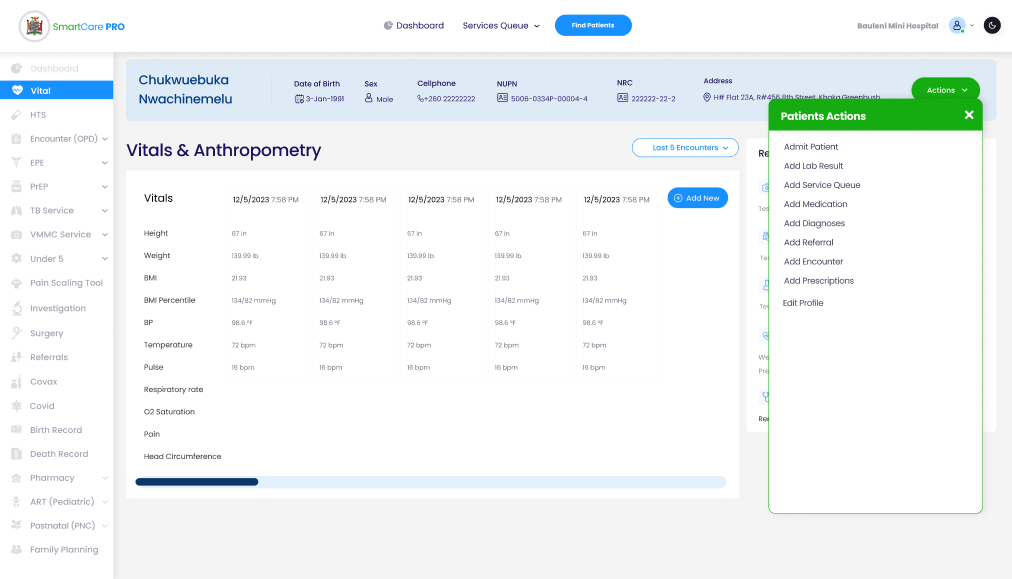 SmartCare PRO
Dashboard
Services Queue
Find Patients
Bauleni Mini Hospital
Dashboard
Vital
HTS
Encounter (OPD)
EPE
PrEP
TB Service
VMMC Service
Under 5
Pain Scaling Tool
Investigation
Surgery
Referrals
Covax
Covid
Birth Record
Death Record
Pharmacy
ART (Pediatric)
Postnatal (PNC)
Family Planning
Chukwuebuka
Nwachinemelu
Date of Birth
3-Jan-1991
Sex
Male
Cellphone
+260 22222222
NUPN
5006-0334P-00004-4
NRC
222222-22-2
Address
H# Flat 23A, R#456 8th Street, Khaka Greenbush
Actions
Vitals & Anthropometry
Last 5 Encounters
Vitals 12/5/2023 7:58 PM 12/5/2023 7:58 PM 12/5/2023 7:58 PM 12/5/2023 7:58 PM 12/5/2023 7:58 PM
Add New
Height 67 in 67 in 67 in 67 in 67 in
Weight 139.99 lb 139.99 lb 139.99 lb 139.99 lb 139.99 lb
BMI 21.93 21.93 21.93 21.93 21.93
BMI Percentile 134/82 mmHg 134/82 mmHg 134/82 mmHg 134/82 mmHg 134/82 mmHg
BP 98.6 °F 98.6 °F 98.6 °F 98.6 °F 98.6 °F
Temperature 72 bpm 72 bpm 72 bpm 72 bpm 72 bpm
Pulse 16 bpm 16 bpm 16 bpm 16 bpm 16 bpm
Respiratory rate
O2 Saturation
Pain
Head Circumference
Patients Actions
Admit Patient
Add Lab Result
Add Service Queue
Add Medication
Add Diagnoses
Add Referral
Add Encounter
Add Prescriptions
Edit Profile